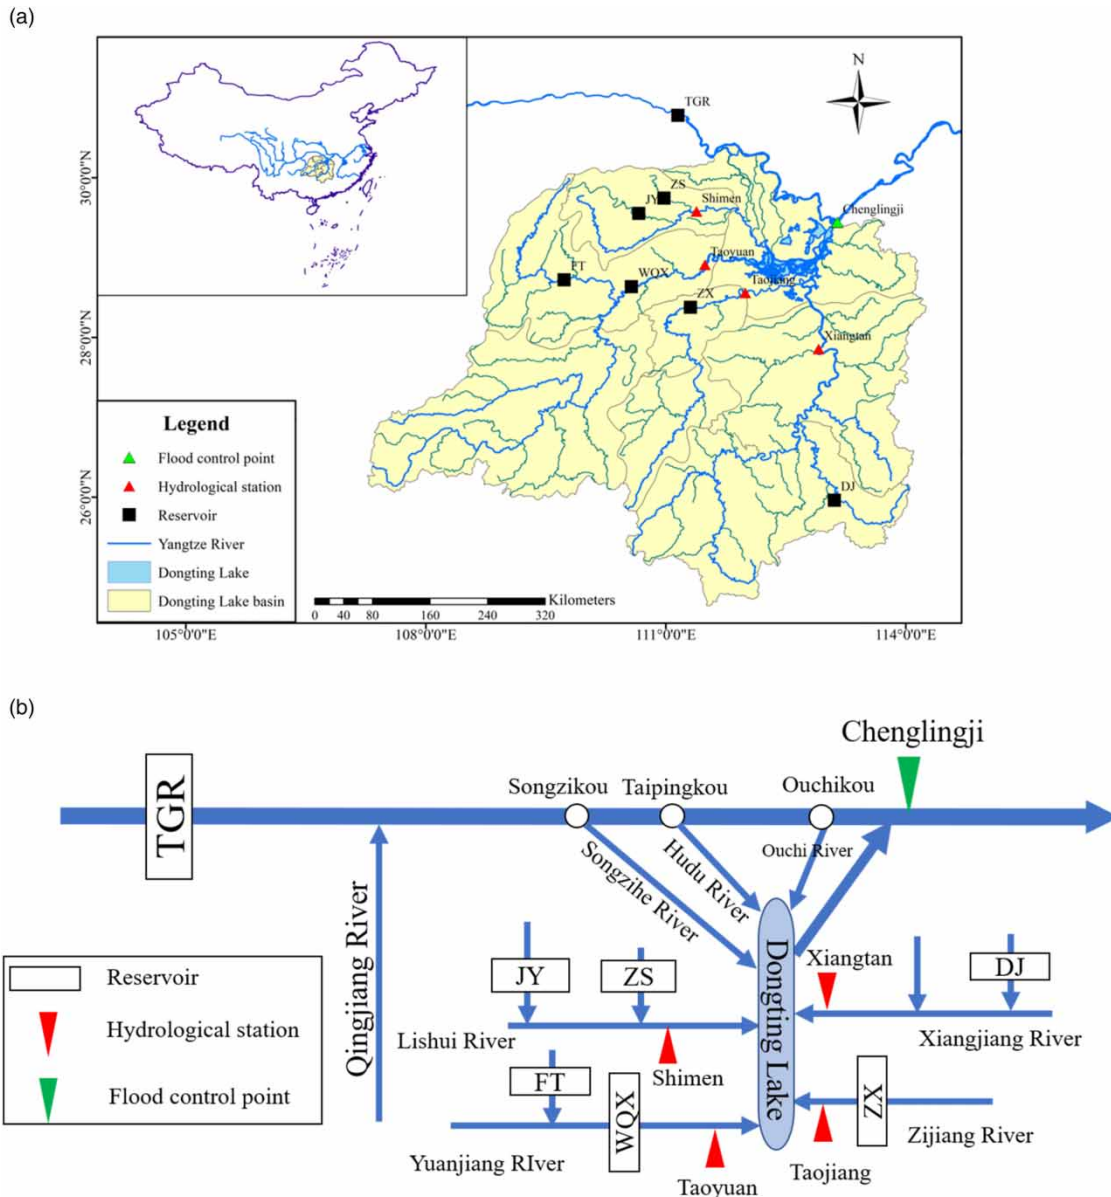 (a)
N
TGR
30°0'0"N
ZS
JY
Shimen
Chenglingji
Taoyuan
FT
WQX
Taojiang
ZX
28°0'0"N
Xiangtan
Legend
Flood control point
Hydrological station
Reservoir
Yangtze River
Dongting Lake
Dongting Lake basin
26°0'0"N
DJ
Kilometers
0 20 40 80 160 240 320
105°0'0"E 108°0'0"E 111°0'0"E 114°0'0"E
(b)
Chenglingji
TGR
Songzikou Taipingkou Ouchikou
Songzihe River
Hudu River
Ouchi River
Qingjiang River
Dongting Lake
Reservoir
Hydrological station
Flood control point
JY
ZS
Xiangtan
DJ
Lishui River
Shimen
Xiangjiang River
FT
WQX
XZ
Yuanjiang RIver
Taoyuan
Taojiang
Zijiang River